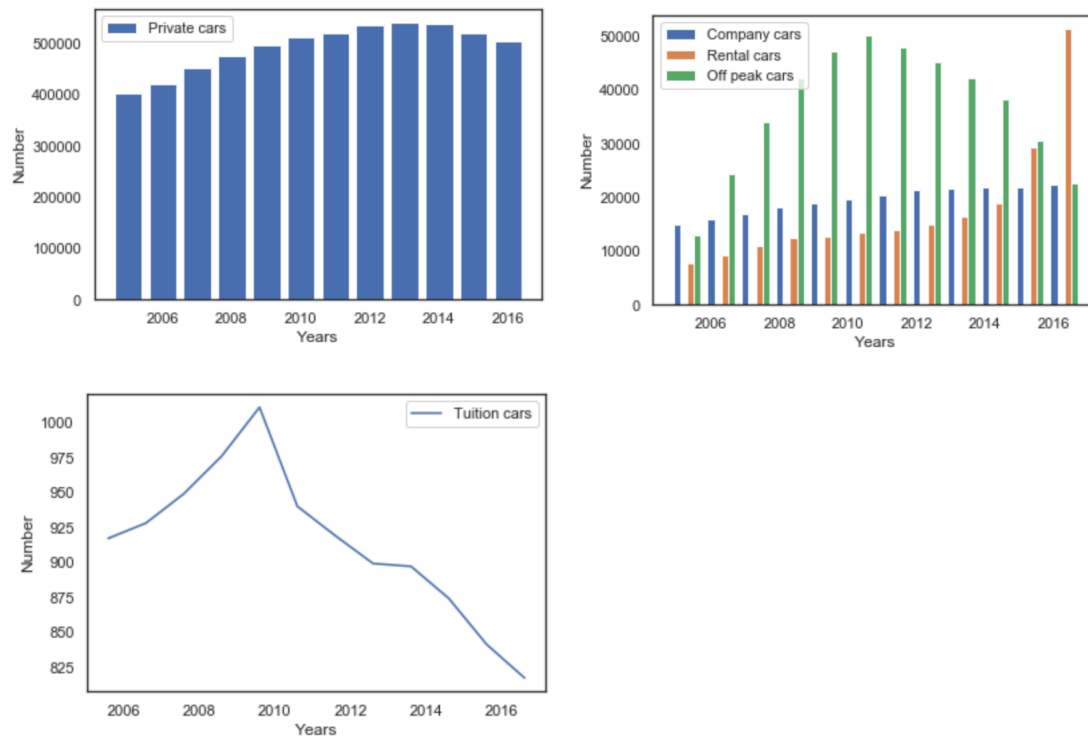 Private cars
500000
400000
300000
200000
100000
0
Number
2006 2008 2010 2012 2014 2016
Years
Company cars
Rental cars
Off peak cars
50000
40000
30000
20000
10000
0
Number
2006 2008 2010 2012 2014 2016
Years
Tuition cars
1000
975
950
925
900
875
850
825
Number
2006 2008 2010 2012 2014 2016
Years